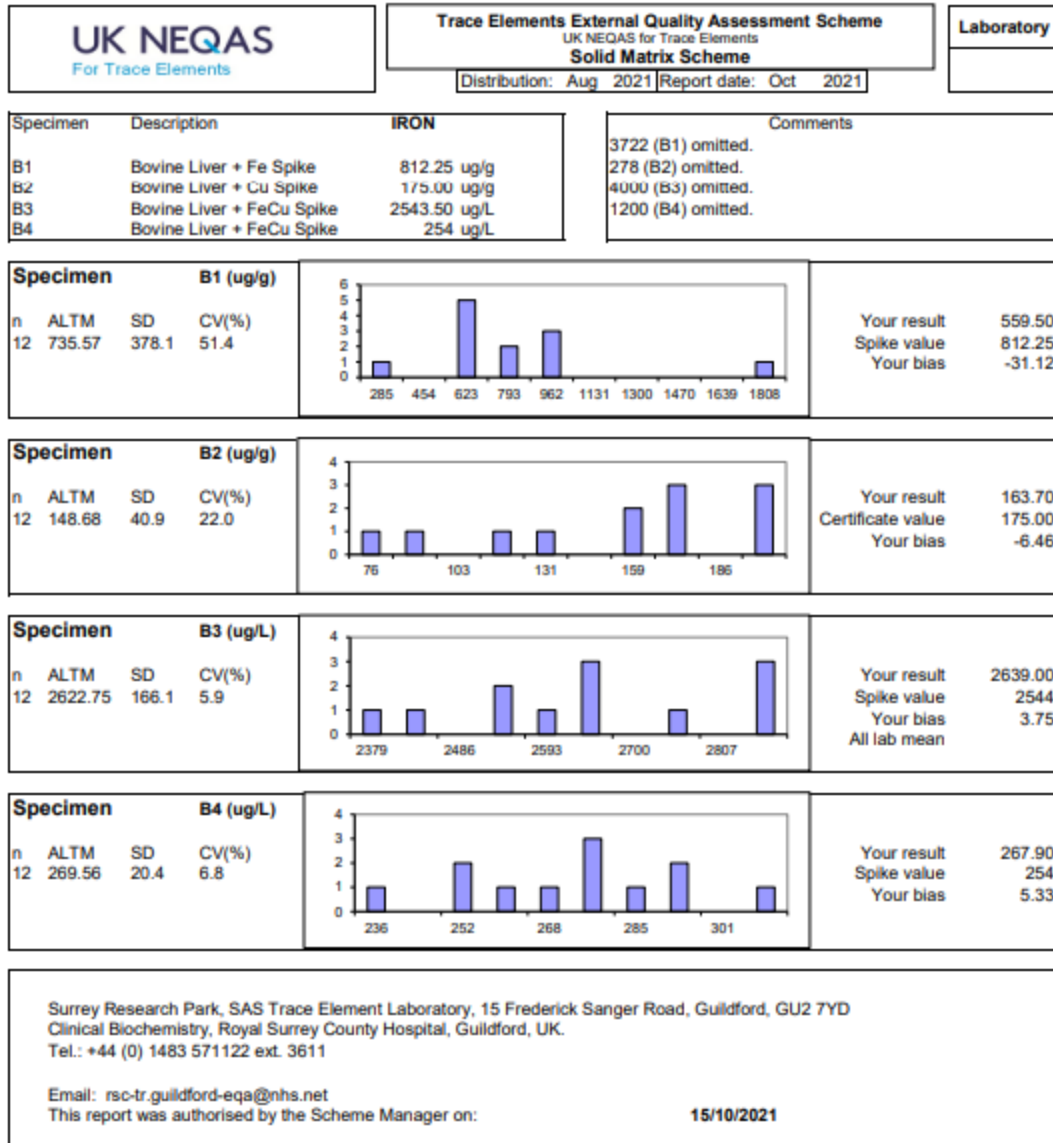 UK NEQAS
For Trace Elements
Trace Elements External Quality Assessment Scheme
UK NEQAS for Trace Elements
Solid Matrix Scheme
Distribution: Aug 2021 Report date: Oct 2021
Laboratory
Specimen Description IRON
B1 Bovine Liver + Fe Spike 812.25 ug/g
B2 Bovine Liver + Cu Spike 175.00 ug/g
B3 Bovine Liver + FeCu Spike 2543.50 ug/L
B4 Bovine Liver + FeCu Spike 254 ug/L
Comments
3722 (B1) omitted.
278 (B2) omitted.
4000 (B3) omitted.
1200 (B4) omitted.
Specimen B1 (ug/g)
n ALTM SD CV(%)
12 735.57 378.1 51.4
6
5
4
3
2
1
0
285 454 623 793 962 1131 1300 1470 1639 1808
Your result 559.50
Spike value 812.25
Your bias -31.12
Specimen B2 (ug/g)
n ALTM SD CV(%)
12 148.68 40.9 22.0
4
3
2
1
0
76 103 131 159 186
Your result 163.70
Certificate value 175.00
Your bias -6.46
Specimen B3 (ug/L)
n ALTM SD CV(%)
12 2622.75 166.1 5.9
4
3
2
1
0
2379 2486 2593 2700 2807
Your result 2639.00
Spike value 2544
Your bias 3.75
All lab mean
Specimen B4 (ug/L)
n ALTM SD CV(%)
12 269.56 20.4 6.8
4
3
2
1
0
236 252 268 285 301
Your result 267.90
Spike value 254
Your bias 5.33
Surrey Research Park, SAS Trace Element Laboratory, 15 Frederick Sanger Road, Guildford, GU2 7YD
Clinical Biochemistry, Royal Surrey County Hospital, Guildford, UK.
Tel.: +44 (0) 1483 571122 ext. 3611
Email: rsc-tr.guildford-eqa@nhs.net
This report was authorised by the Scheme Manager on: 15/10/2021